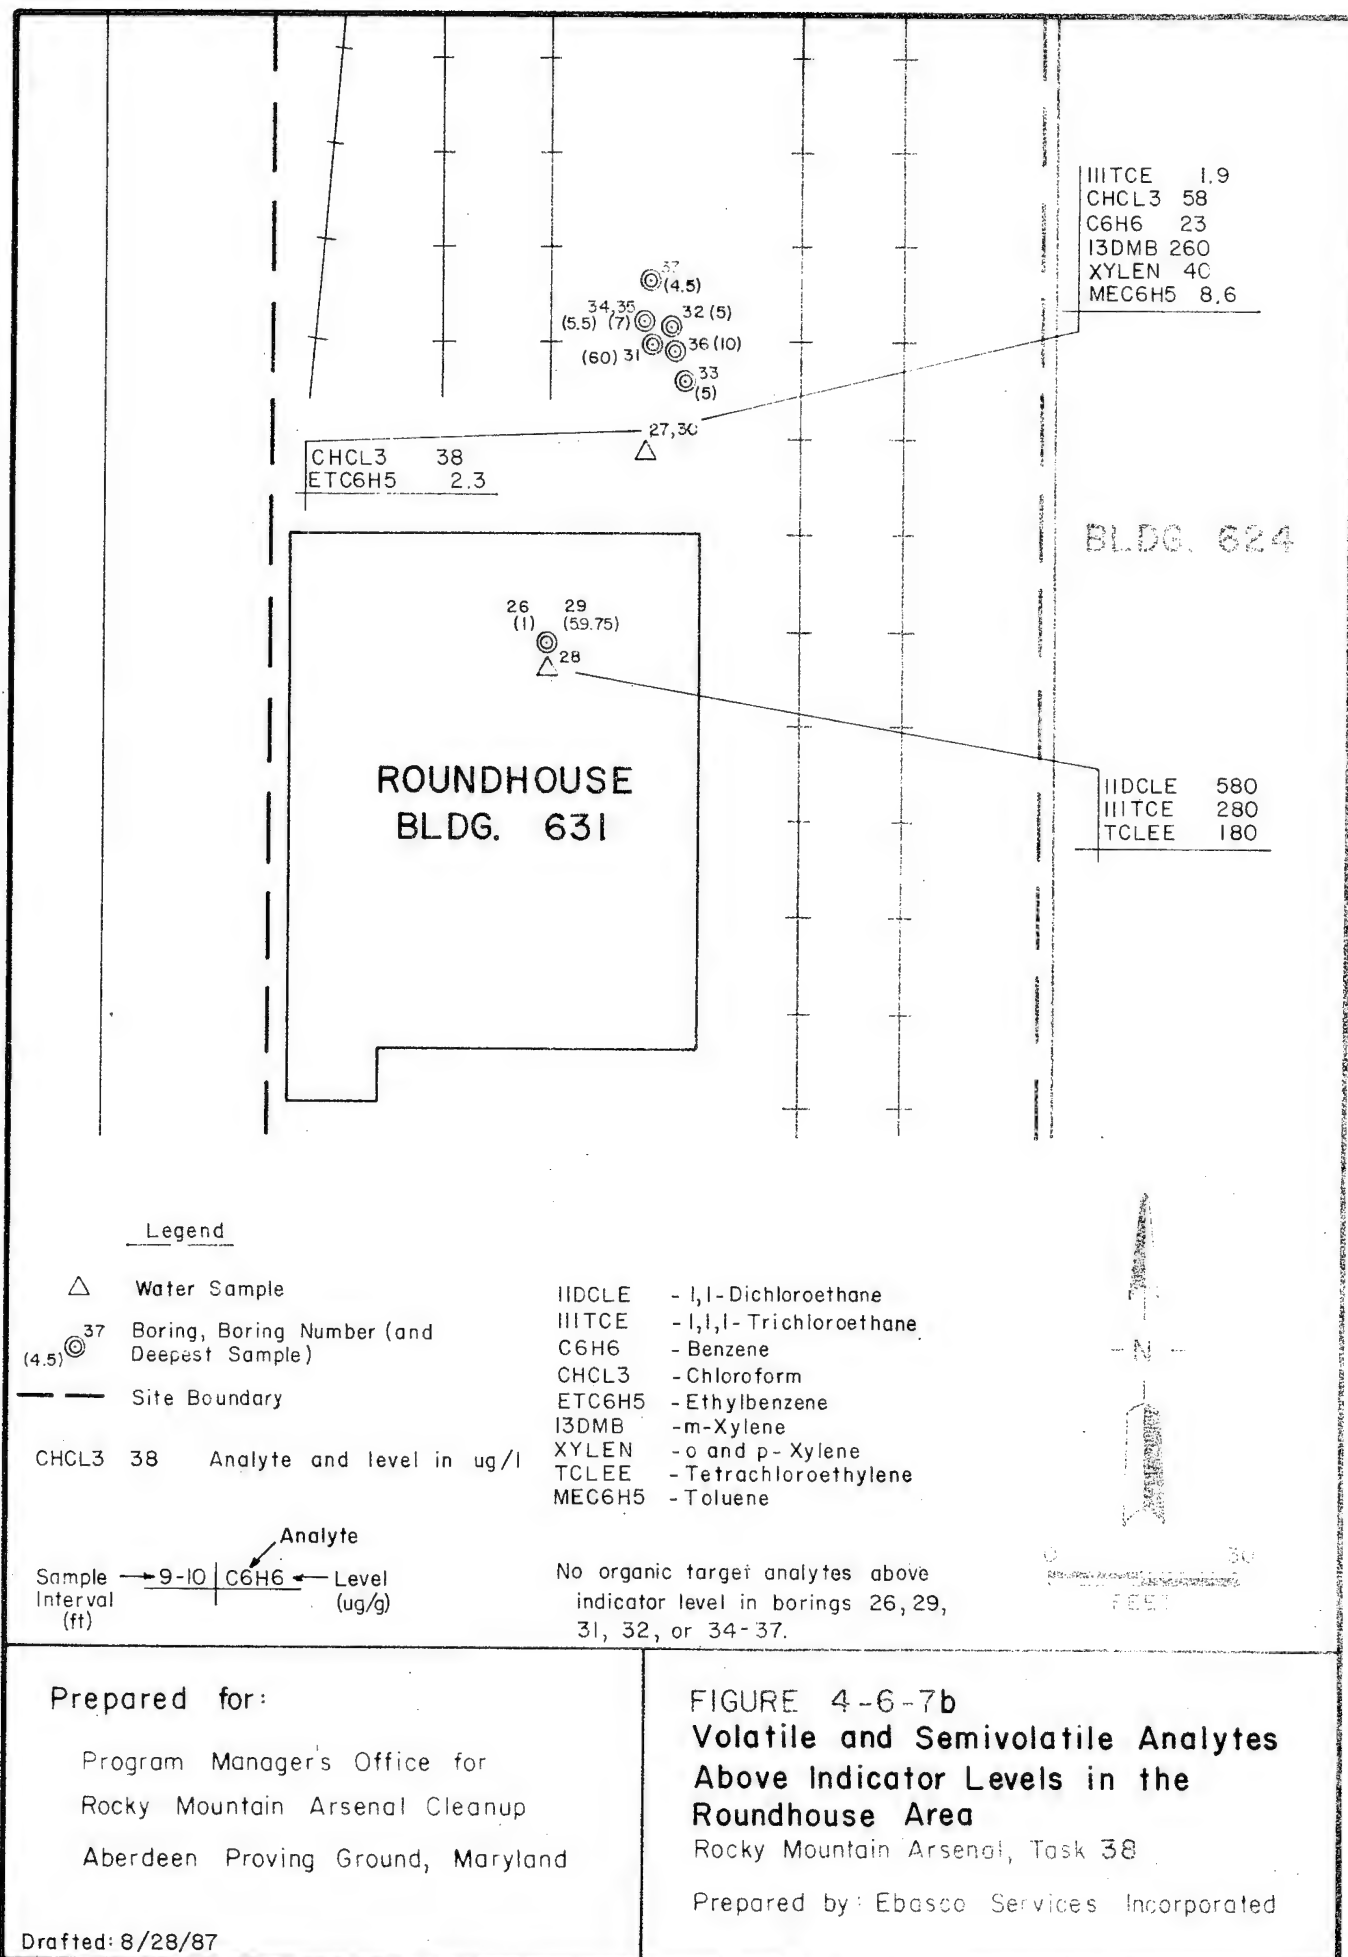 IIITCE 1.9
CHCL3 58
C6H6 23
I3DMB 260
XYLEN 40
MEC6H5 8.6
37
(4.5)
34,35
(5.5) (7)
32 (5)
(60) 31
36 (10)
33
(5)
27,30
CHCL3 38
ETC6H5 2.3
BLDG. 624
26 29
(1) (59.75)
28
ROUNDHOUSE
BLDG. 631
IIDCLE 580
IIITCE 280
TCLEE 180
Legend
Water Sample
37
(4.5)
Boring, Boring Number (and
Deepest Sample)
Site Boundary
CHCL3 38 Analyte and level in ug/l
Analyte
Sample
Interval
(ft)
9-10 C6H6
Level
(ug/g)
IIDCLE - 1,1-Dichloroethane
IIITCE - 1,1,1-Trichloroethane
C6H6 - Benzene
CHCL3 - Chloroform
ETC6H5 - Ethylbenzene
I3DMB - m-Xylene
XYLEN - o and p-Xylene
TCLEE - Tetrachloroethylene
MEC6H5 - Toluene
No organic target analytes above
indicator level in borings 26, 29,
31, 32, or 34-37.
N
0 30
FEET
Prepared for:
Program Manager's Office for
Rocky Mountain Arsenal Cleanup
Aberdeen Proving Ground, Maryland
Drafted: 8/28/87
FIGURE 4-6-7b
Volatile and Semivolatile Analytes
Above Indicator Levels in the
Roundhouse Area
Rocky Mountain Arsenal, Task 38
Prepared by: Ebasco Services Incorporated